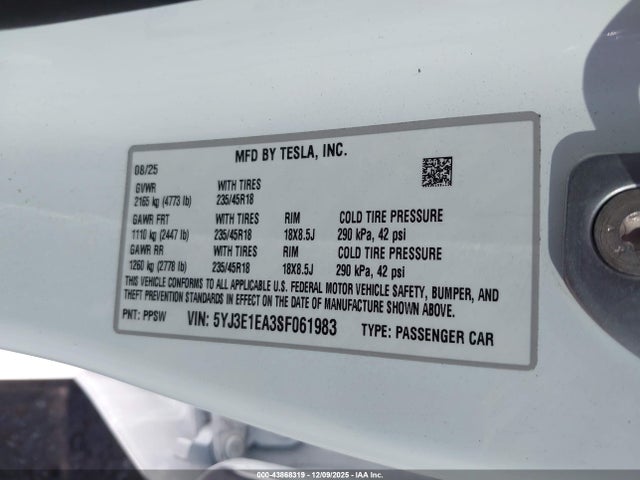 MFD BY TESLA, INC.
08/25
GVWR WITH TIRES
2165 kg (4773 lb) 235/45R18
GAWR FRT WITH TIRES RIM COLD TIRE PRESSURE
1110 kg (2447 lb) 235/45R18 18X8.5J 290 kPa, 42 psi
GAWR RR WITH TIRES RIM COLD TIRE PRESSURE
1260 kg (2778 lb) 235/45R18 18X8.5J 290 kPa, 42 psi
THIS VEHICLE CONFORMS TO ALL APPLICABLE U.S. FEDERAL MOTOR VEHICLE SAFETY, BUMPER, AND
THEFT PREVENTION STANDARDS IN EFFECT ON THE DATE OF MANUFACTURE SHOWN ABOVE.
PNT: PPSW VIN: 5YJ3E1EA3SF061983 TYPE: PASSENGER CAR
000-43868319 | 12/09/2025 | IAA Inc.